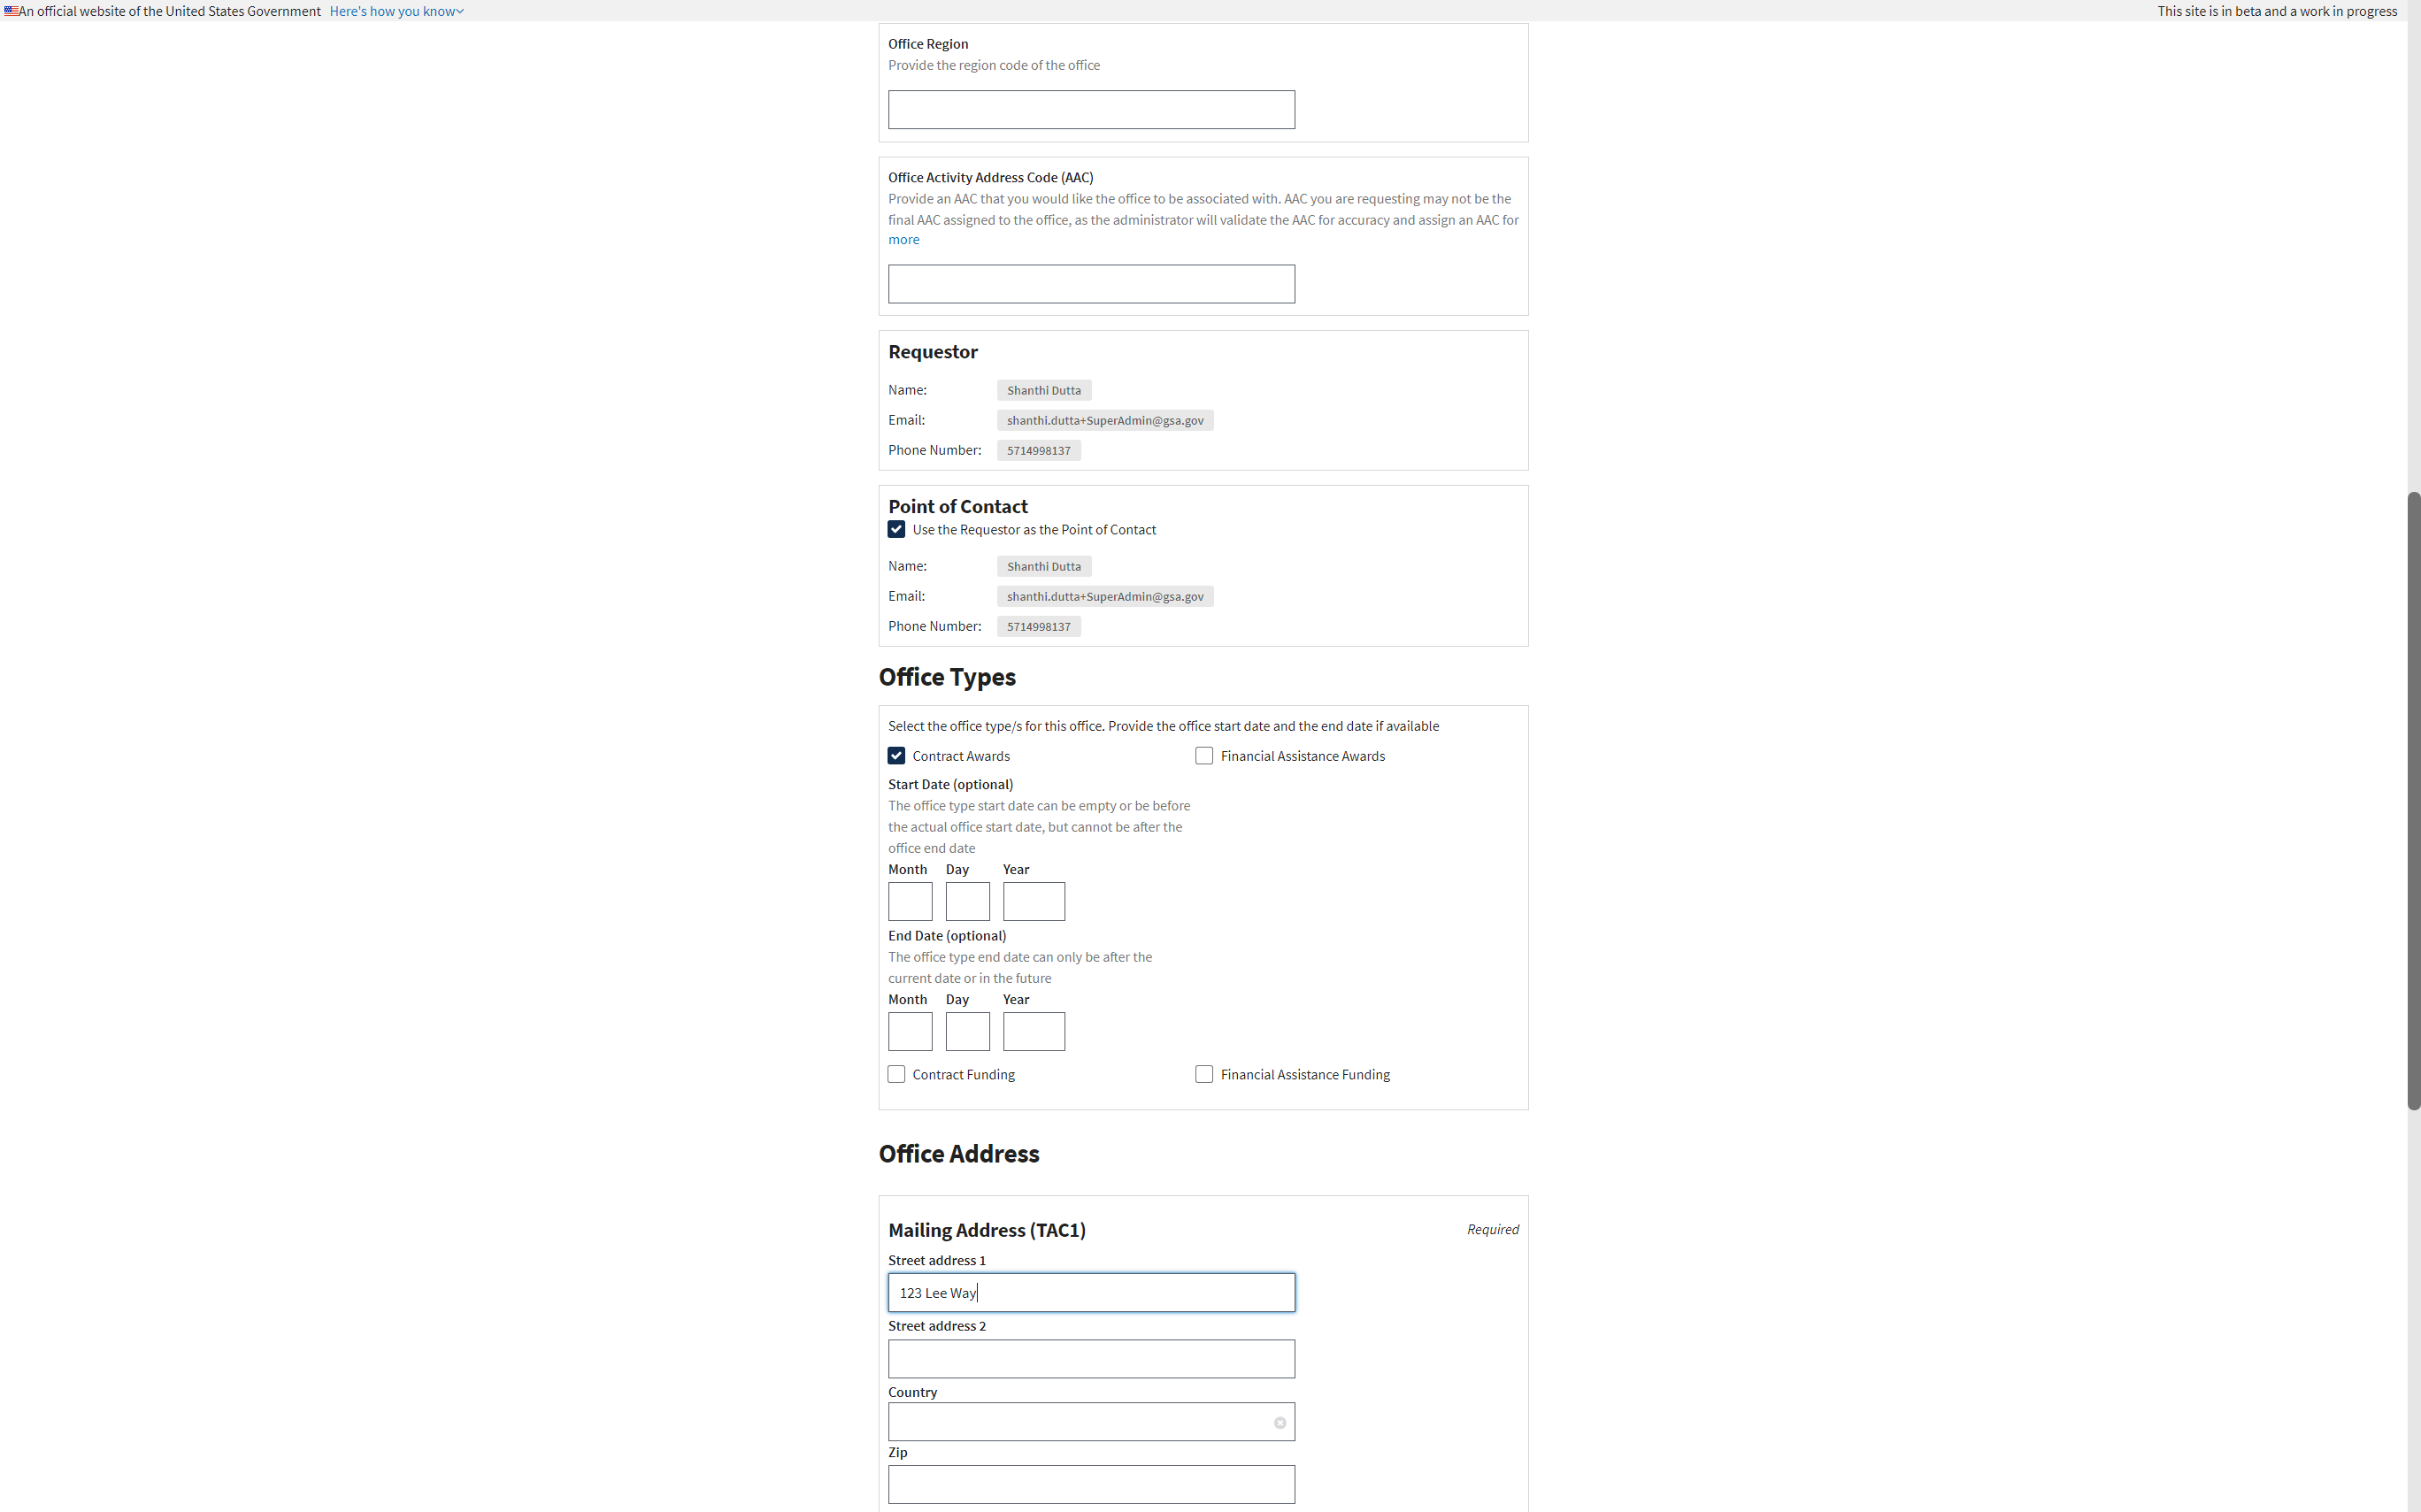 An official website of the United States Government Here's how you know
This site is in beta and a work in progress
Office Region
Provide the region code of the office
Office Activity Address Code (AAC)
Provide an AAC that you would like the office to be associated with. AAC you are requesting may not be the
final AAC assigned to the office, as the administrator will validate the AAC for accuracy and assign an AAC for
more
Requestor
Name: Shanthi Dutta
Email: shanthi.dutta+SuperAdmin@gsa.gov
Phone Number: 5714998137
Point of Contact
Use the Requestor as the Point of Contact
Name: Shanthi Dutta
Email: shanthi.dutta+SuperAdmin@gsa.gov
Phone Number: 5714998137
Office Types
Select the office type/s for this office. Provide the office start date and the end date if available
Contract Awards Financial Assistance Awards
Start Date (optional)
The office type start date can be empty or be before
the actual office start date, but cannot be after the
office end date
Month Day Year
End Date (optional)
The office type end date can only be after the
current date or in the future
Month Day Year
Contract Funding Financial Assistance Funding
Office Address
Mailing Address (TAC1) Required
Street address 1
123 Lee Way
Street address 2
Country
Zip